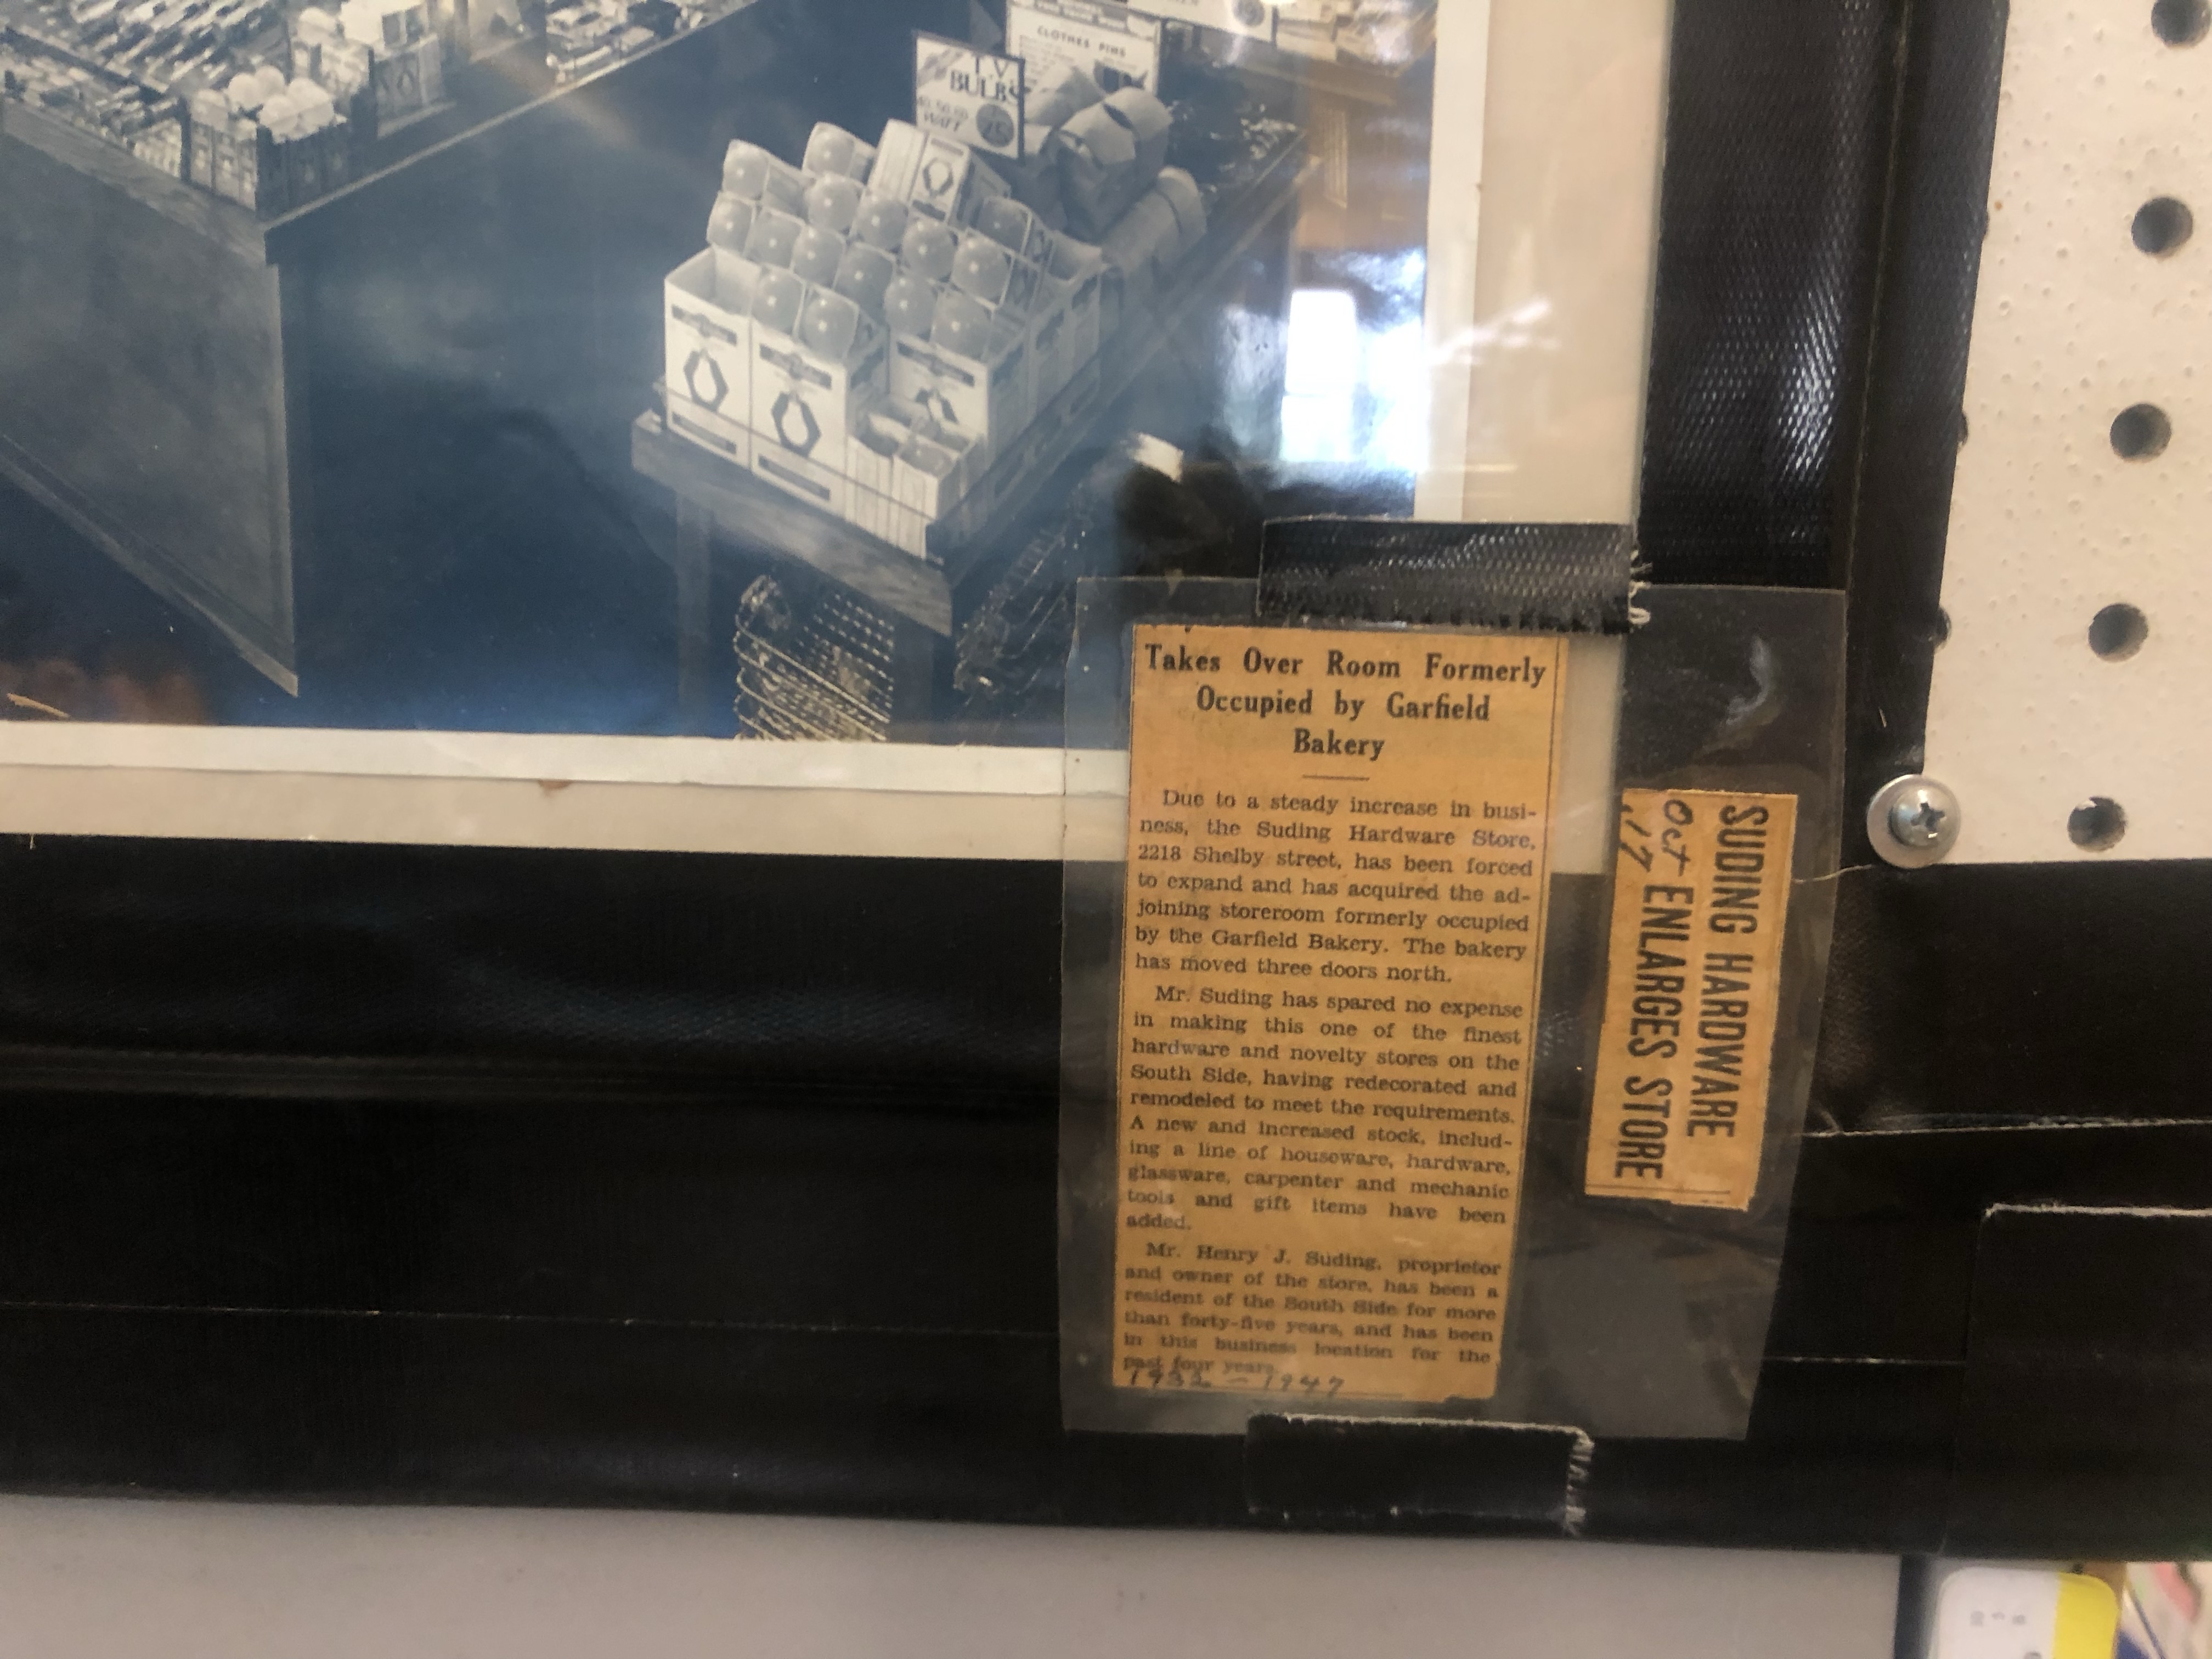 CLOTHES PINS
T.V.
BULBS
40, 50, 60
WATT
Takes Over Room Formerly
Occupied by Garfield
Bakery
Due to a steady increase in busi-
ness, the Suding Hardware Store,
2218 Shelby street, has been forced
to expand and has acquired the ad-
joining storeroom formerly occupied
by the Garfield Bakery. The bakery
has moved three doors north.
Mr. Suding has spared no expense
in making this one of the finest
hardware and novelty stores on the
South Side, having redecorated and
remodeled to meet the requirements.
A new and increased stock, includ-
ing a line of houseware, hardware,
glassware, carpenter and mechanic
tools and gift items have been
added.
Mr. Henry J. Suding, proprietor
and owner of the store, has been a
resident of the South Side for more
than forty-five years, and has been
in this business location for the
past four years.
1932 - 1947
SUDING HARDWARE
Oct ENLARGES STORE